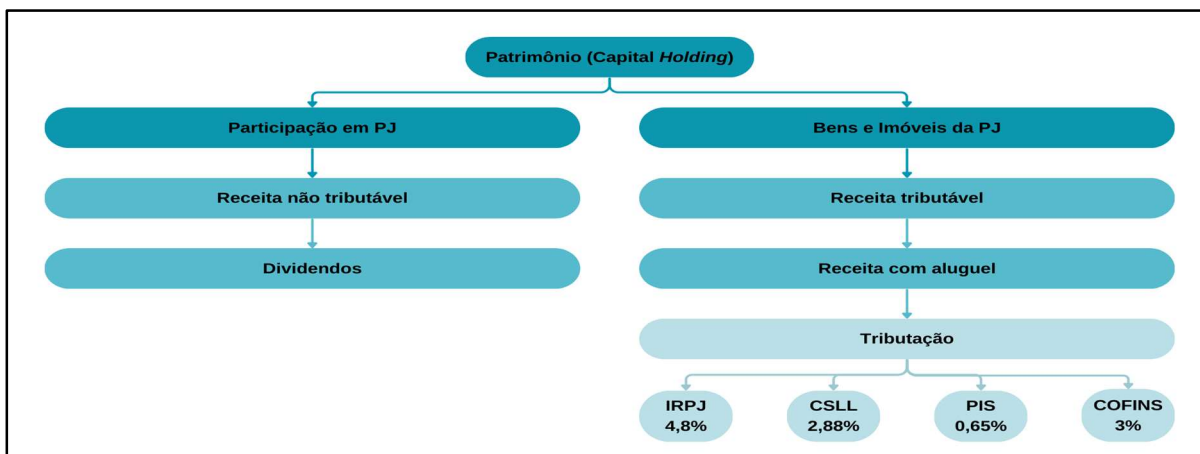 Patrimônio (Capital Holding)
Participação em PJ
Bens e Imóveis da PJ
Receita não tributável
Receita tributável
Dividendos
Receita com aluguel
Tributação
IRPJ
4,8%
CSLL
2,88%
PIS
0,65%
COFINS
3%